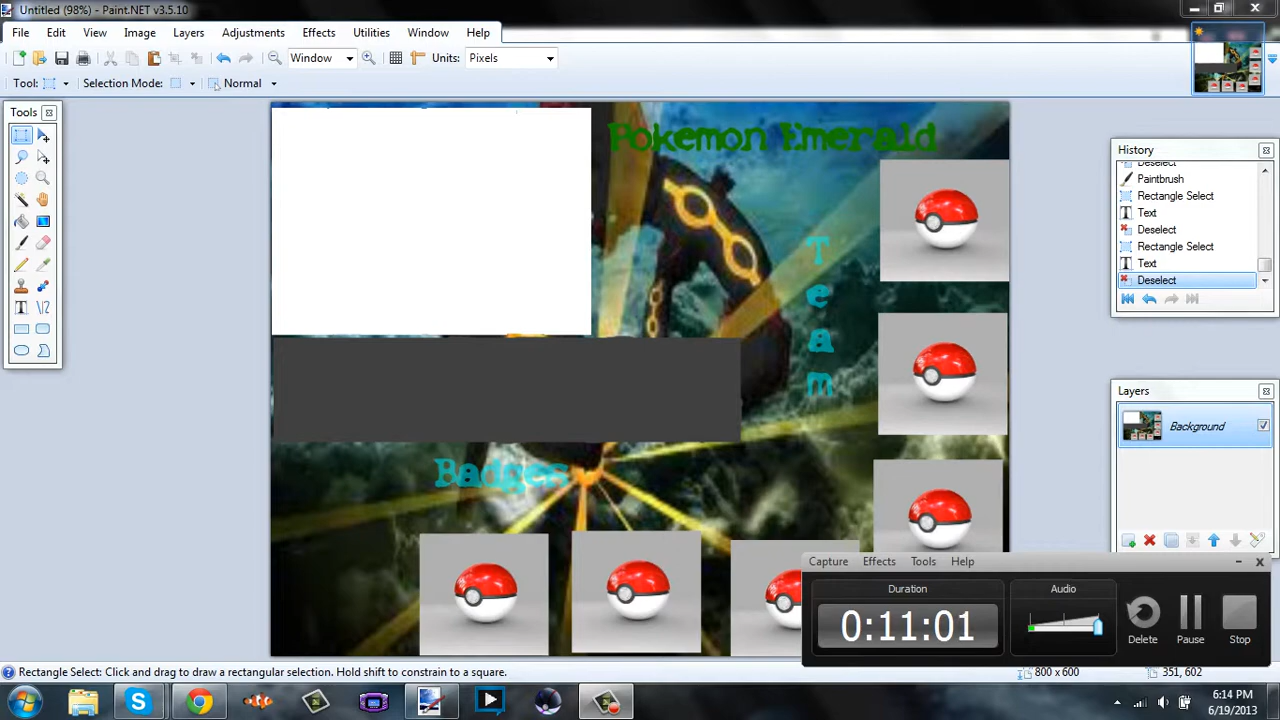 Untitled (98%) - Paint.NET v3.5.10
File Edit View Image Layers Adjustments Effects Utilities Window Help
Window Units: Pixels
Tool: Selection Mode: Normal
Tools
Pokemon Emerald
Team
Badges
History
Deselect
Paintbrush
Rectangle Select
Text
Deselect
Rectangle Select
Text
Deselect
Layers
Background
Capture Effects Tools Help
Duration
0:11:01
Audio
Delete Pause Stop
Rectangle Select: Click and drag to draw a rectangular selection. Hold shift to constrain to a square.
800 x 600
351, 602
6:14 PM
6/19/2013